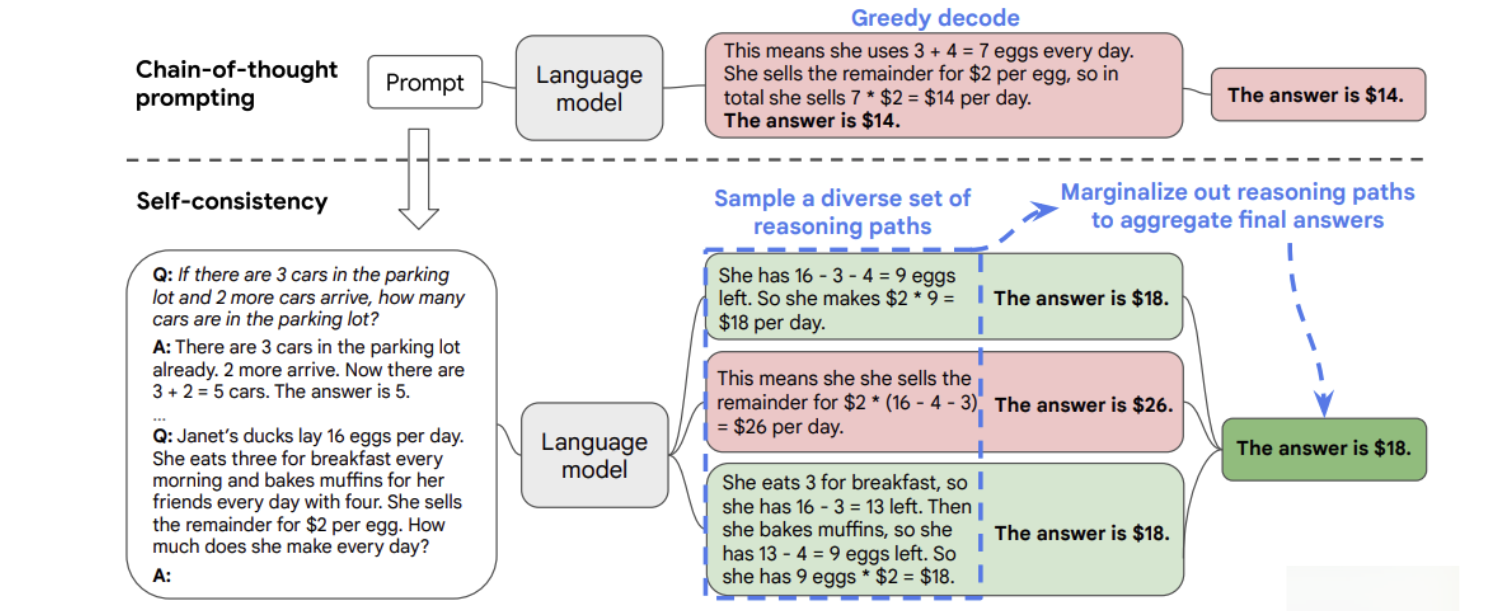 Greedy decode
Chain-of-thought
prompting
Prompt
Language
model
This means she uses 3 + 4 = 7 eggs every day.
She sells the remainder for $2 per egg, so in
total she sells 7 * $2 = $14 per day.
The answer is $14.
The answer is $14.
Self-consistency
Sample a diverse set of
reasoning paths
Marginalize out reasoning paths
to aggregate final answers
Q: If there are 3 cars in the parking
lot and 2 more cars arrive, how many
cars are in the parking lot?
A: There are 3 cars in the parking lot
already. 2 more arrive. Now there are
3 + 2 = 5 cars. The answer is 5.
...
Q: Janet's ducks lay 16 eggs per day.
She eats three for breakfast every
morning and bakes muffins for her
friends every day with four. She sells
the remainder for $2 per egg. How
much does she make every day?
A:
Language
model
She has 16 - 3 - 4 = 9 eggs
left. So she makes $2 * 9 =
$18 per day.
The answer is $18.
This means she she sells the
remainder for $2 * (16 - 4 - 3)
= $26 per day.
The answer is $26.
She eats 3 for breakfast, so
she has 16 - 3 = 13 left. Then
she bakes muffins, so she
has 13 - 4 = 9 eggs left. So
she has 9 eggs * $2 = $18.
The answer is $18.
The answer is $18.